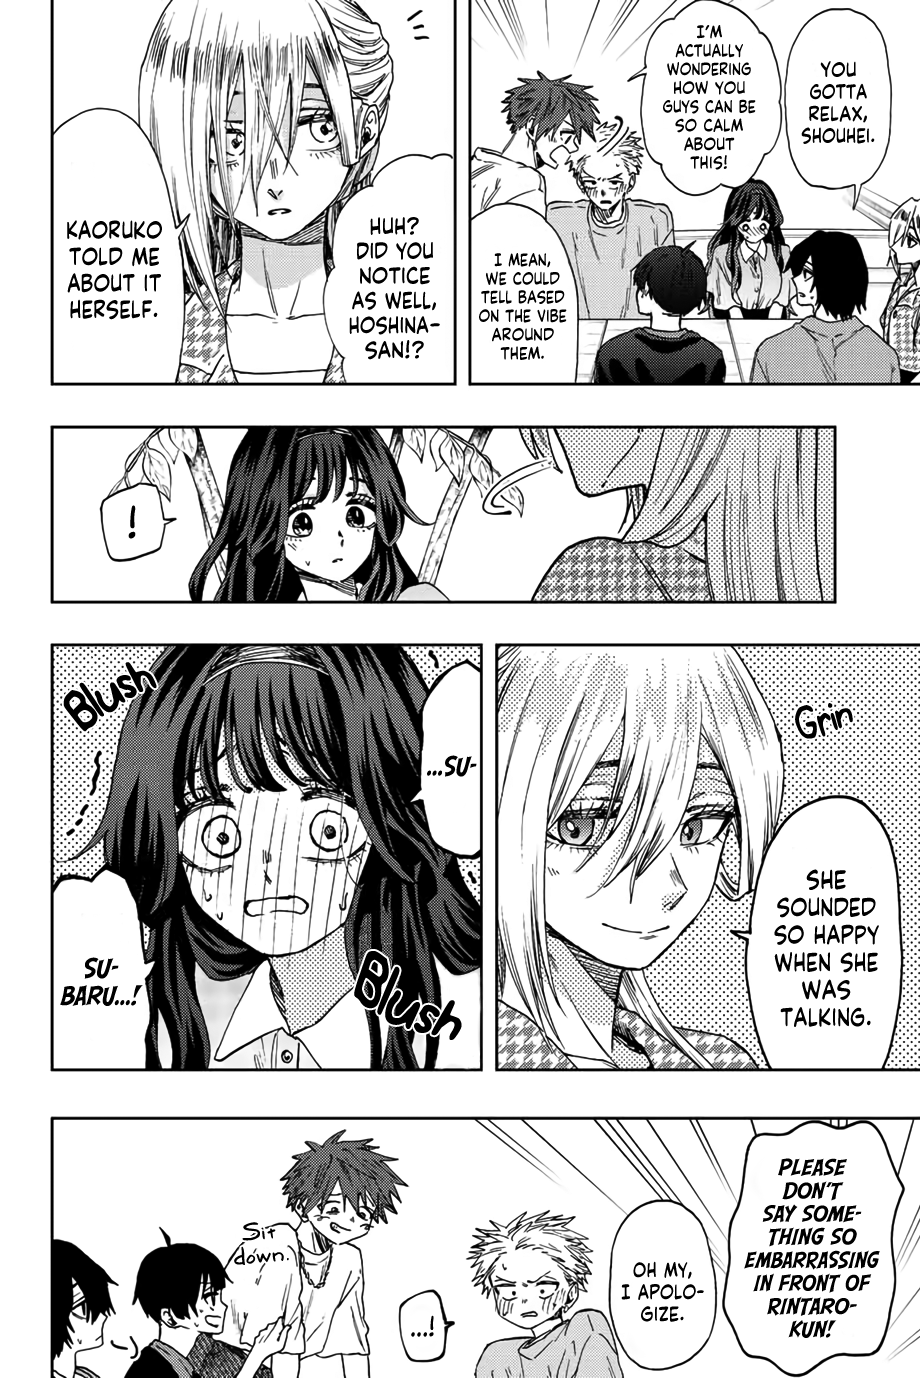 YOU
GOTTA
RELAX,
SHOUHEI.
I'M
ACTUALLY
WONDERING
HOW YOU
GUYS CAN BE
SO CALM
ABOUT
THIS!
I MEAN,
WE COULD
TELL BASED
ON THE VIBE
AROUND
THEM.
HUH?
DID YOU
NOTICE
AS WELL,
HOSHINA-
SAN!?
KAORUKO
TOLD ME
ABOUT IT
HERSELF.
!
Grin
SHE
SOUNDED
SO HAPPY
WHEN SHE
WAS
TALKING.
...SU-
Blush
SU-
BARU...!
Blush
PLEASE
DON'T
SAY SOME-
THING SO
EMBARRASSING
IN FRONT OF
RINTARO-
KUN!
OH MY,
I APOLO-
GIZE.
...!
Sit
down.